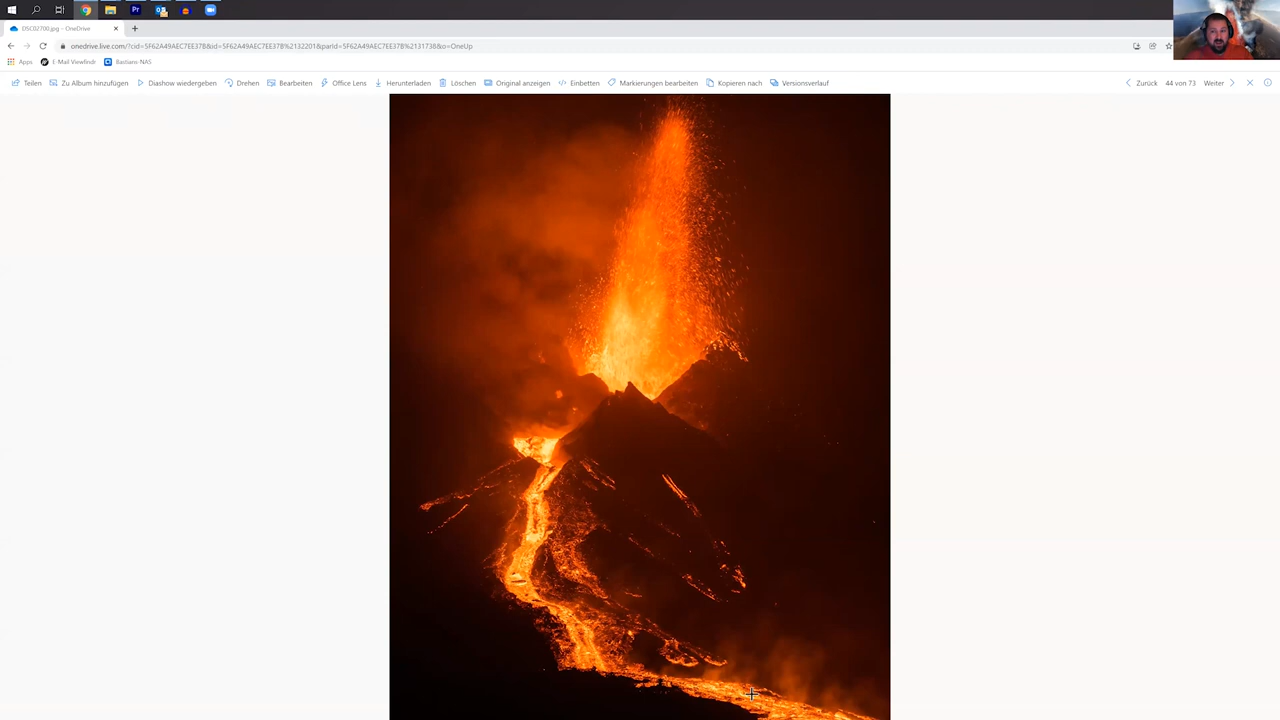 Pr
DSC02700.jpg - OneDrive
onedrive.live.com/?cid=5F62A49AEC7EE37B&id=5F62A49AEC7EE37B%2132201&parId=5F62A49AEC7EE37B%2131738&o=OneUp
Apps E-Mail Viewfindr Bastians-NAS
Teilen Zu Album hinzufügen Diashow wiedergeben Drehen Bearbeiten Office Lens Herunterladen Löschen Original anzeigen Einbetten Markierungen bearbeiten Kopieren nach Versionsverlauf Zurück 44 von 73 Weiter